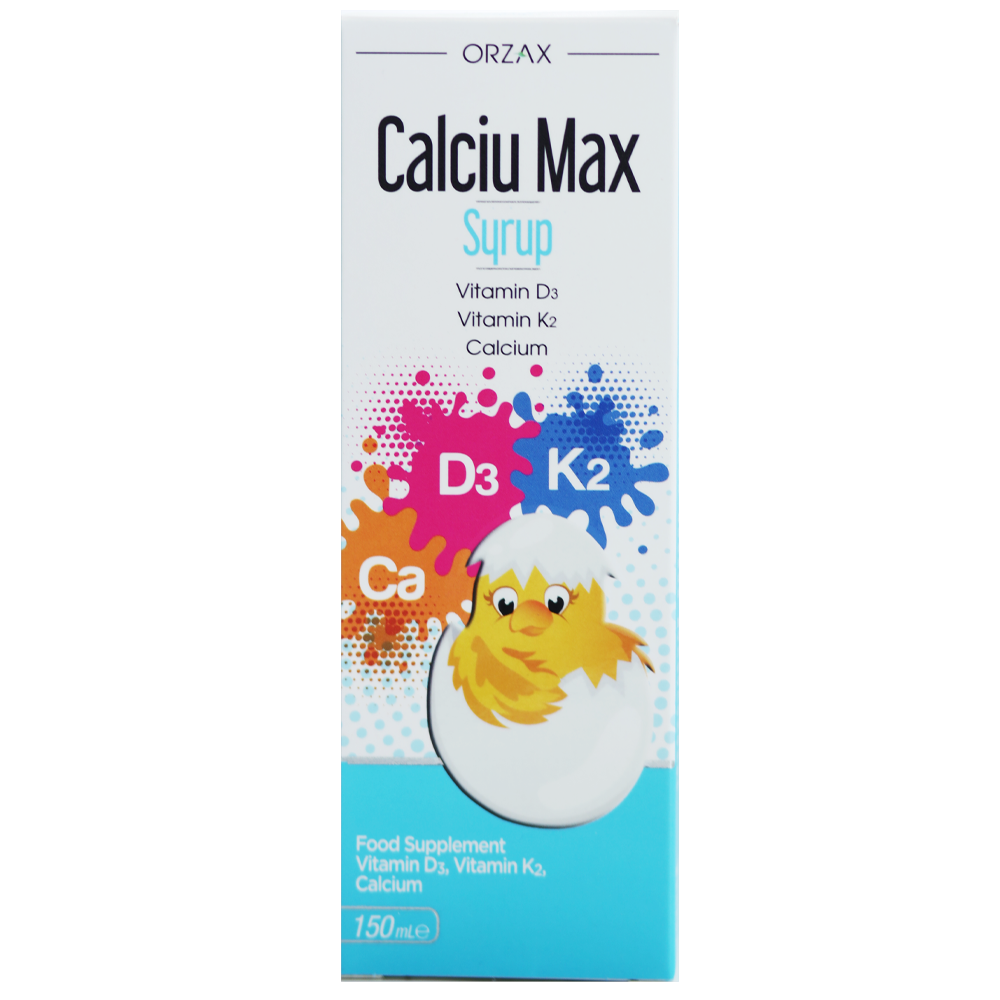 ORZAX
Calciu Max
Syrup
Vitamin D3
Vitamin K2
Calcium
D3
K2
Ca
Food Supplement
Vitamin D3, Vitamin K2,
Calcium
150 mL℮